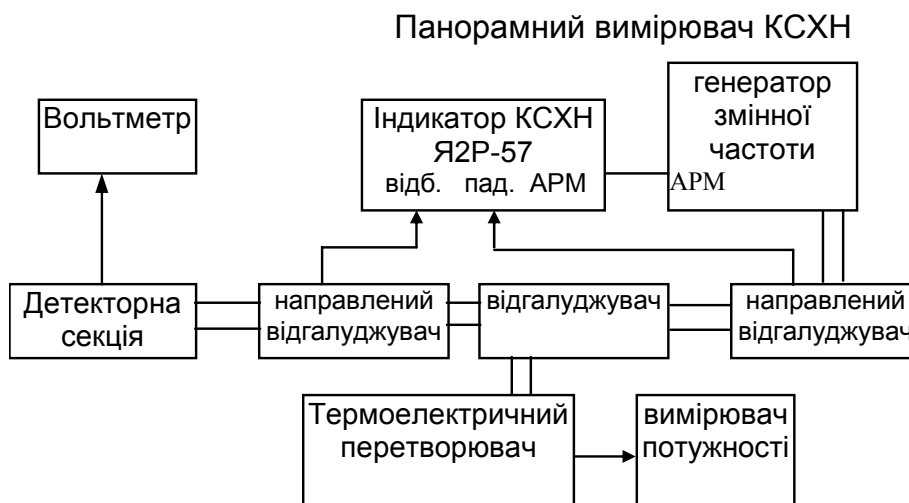 Панорамний вимірювач КСХН
Вольтметр
Індикатор КСХН
Я2Р-57
відб. пад. АРМ
генератор
змінної
частоти
АРМ
Детекторна
секція
направлений
відгалуджувач
відгалуджувач
направлений
відгалуджувач
Термоелектричний
перетворювач
вимірювач
потужності